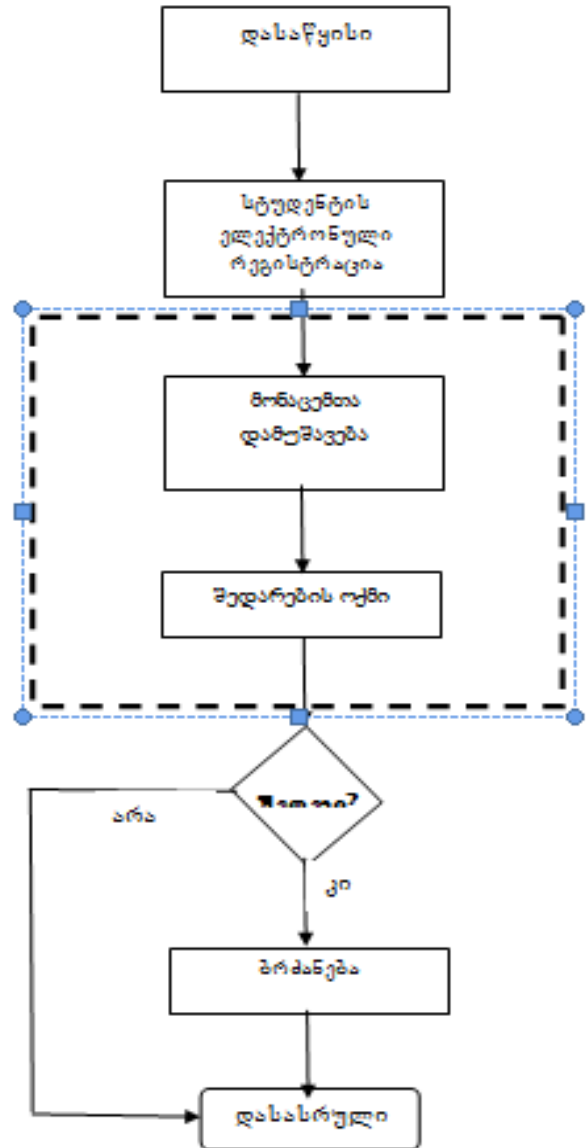 დასაწყისი
სტუდენტის
ელექტრონული
რეგისტრაცია
მონაცემთა
დამუშავება
შედარების ოქმი
არა
კი
ბრძანება
დასასრული